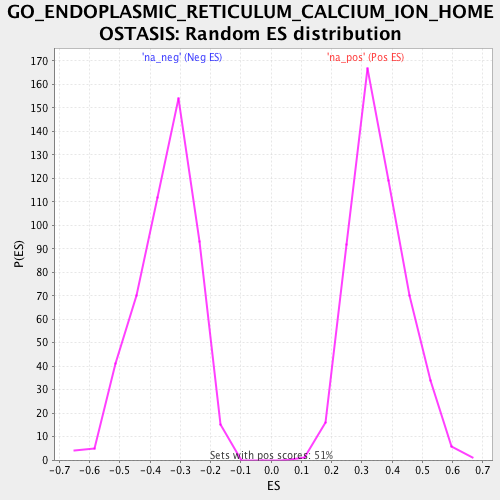 GO_ENDOPLASMIC_RETICULUM_CALCIUM_ION_HOME
OSTASIS: Random ES distribution
'na_neg' (Neg ES)
'na_pos' (Pos ES)
170
160
150
140
130
120
110
100
90
80
70
60
50
40
30
20
10
0
P(ES)
Sets with pos scores: 51%
-0.7 -0.6 -0.5 -0.4 -0.3 -0.2 -0.1 0.0 0.1 0.2 0.3 0.4 0.5 0.6 0.7
ES